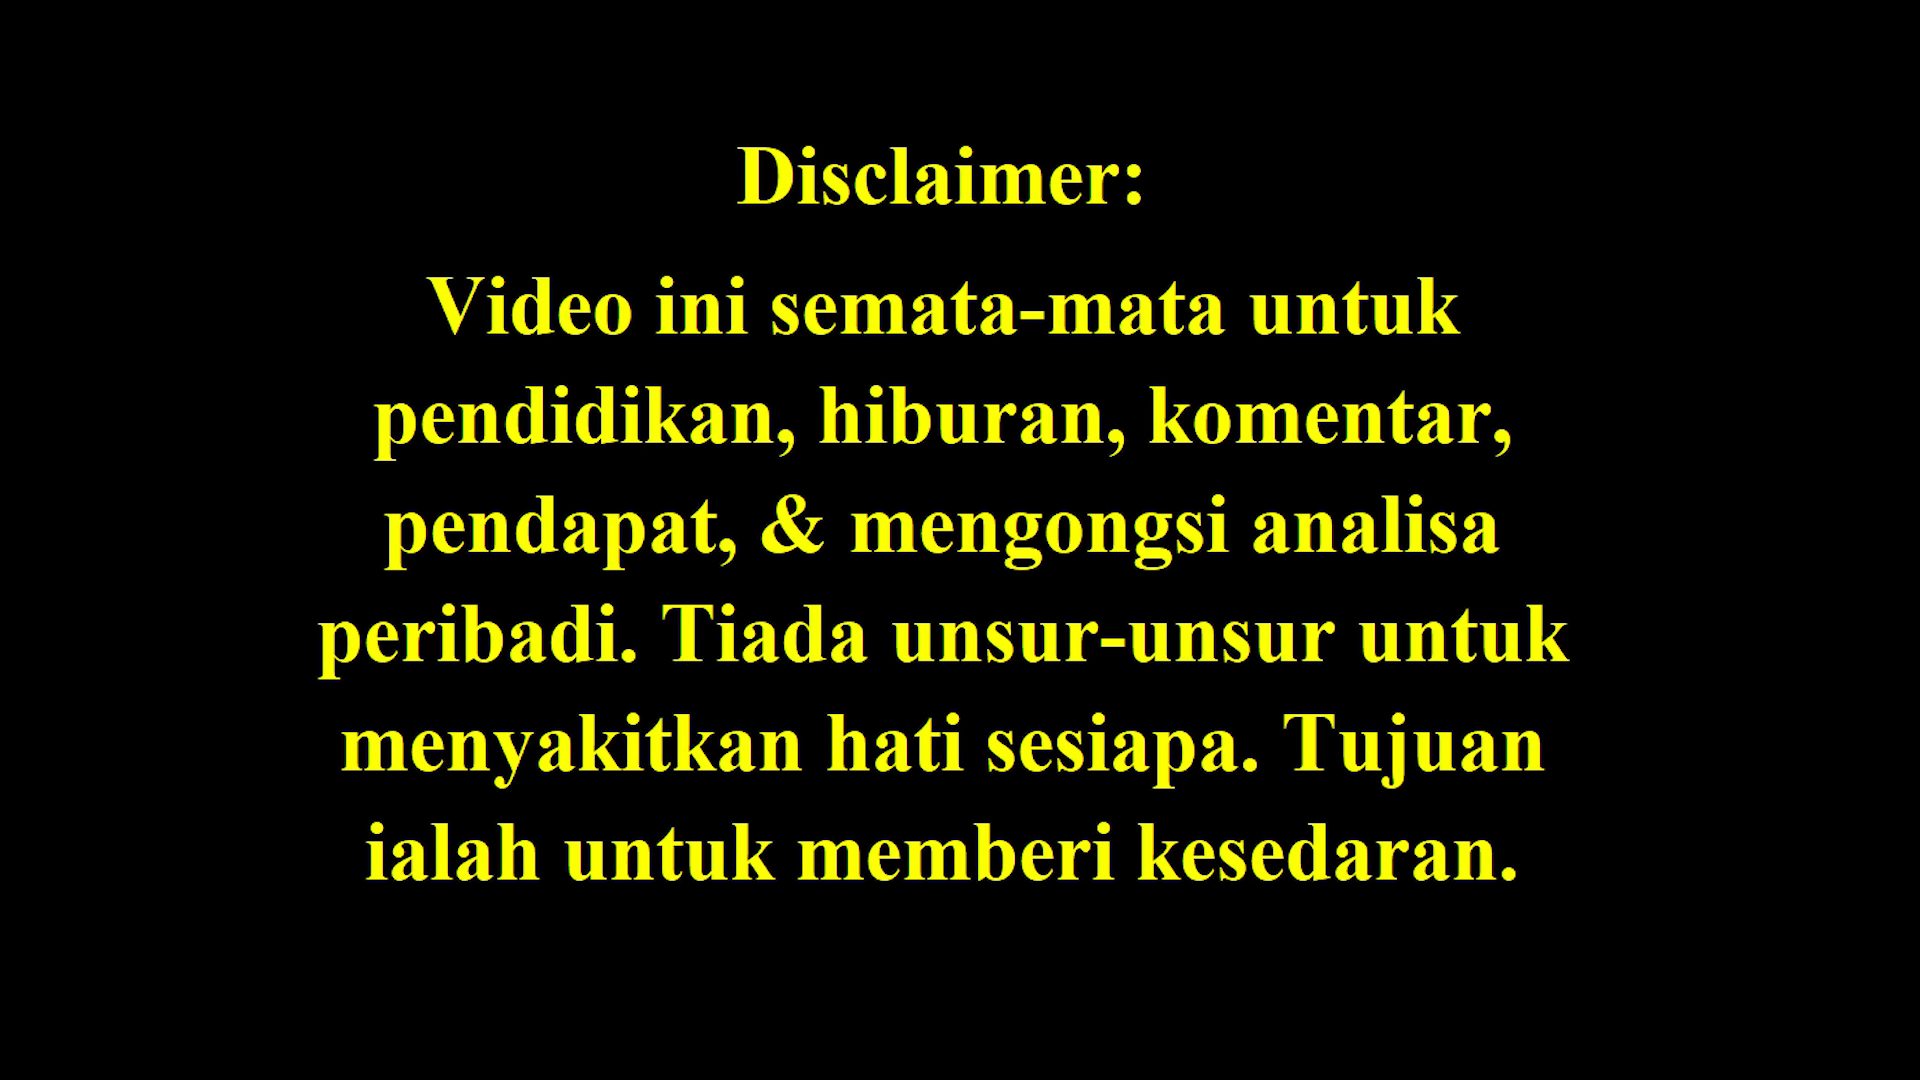 Disclaimer:
Video ini semata-mata untuk
pendidikan, hiburan, komentar,
pendapat, & mengongsi analisa
peribadi. Tiada unsur-unsur untuk
menyakitkan hati sesiapa. Tujuan
ialah untuk memberi kesedaran.